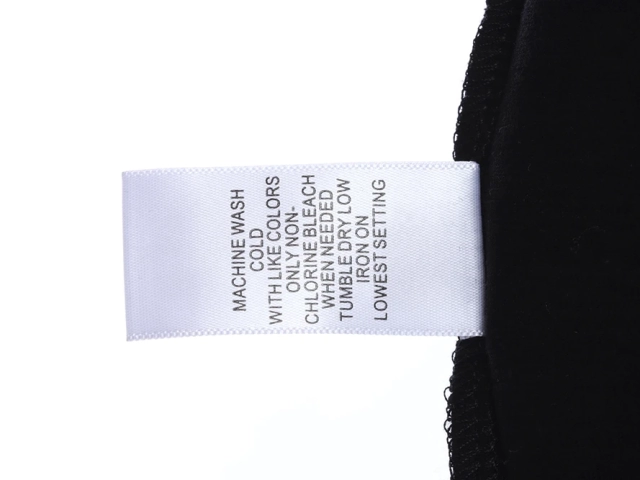 MACHINE WASH
COLD
WITH LIKE COLORS
ONLY NON-
CHLORINE BLEACH
WHEN NEEDED
TUMBLE DRY LOW
IRON ON
LOWEST SETTING